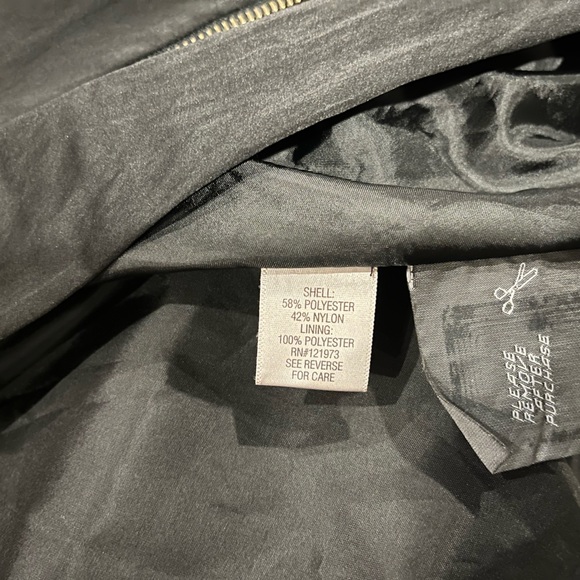 SHELL:
58% POLYESTER
42% NYLON
LINING:
100% POLYESTER
RN#121973
SEE REVERSE
FOR CARE
PLEASE
REMOVE
AFTER
PURCHASE